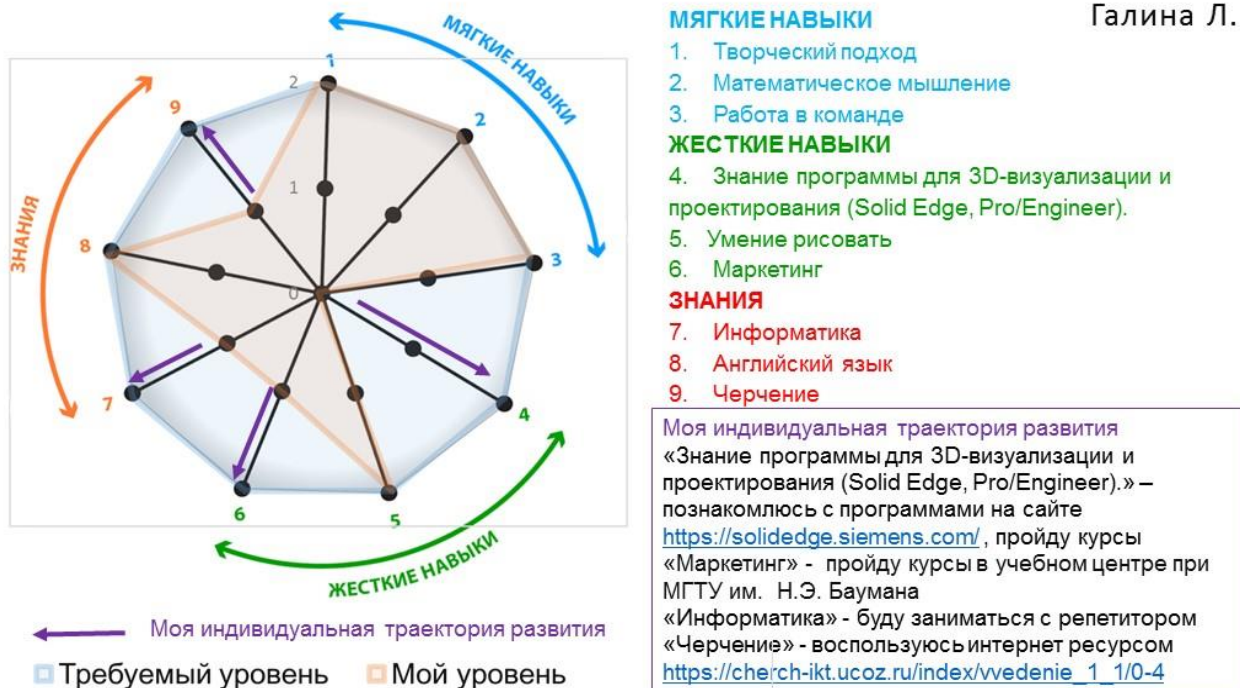 МЯГКИЕ НАВЫКИ
1
2
3
4
5
6
7
8
9
2
1
0
ЗНАНИЯ
ЖЕСТКИЕ НАВЫКИ
Моя индивидуальная траектория развития
Требуемый уровень
Мой уровень
Галина Л.
МЯГКИЕ НАВЫКИ
1. Творческий подход
2. Математическое мышление
3. Работа в команде
ЖЕСТКИЕ НАВЫКИ
4. Знание программы для 3D-визуализации и
проектирования (Solid Edge, Pro/Engineer).
5. Умение рисовать
6. Маркетинг
ЗНАНИЯ
7. Информатика
8. Английский язык
9. Черчение
Моя индивидуальная траектория развития
«Знание программы для 3D-визуализации и
проектирования (Solid Edge, Pro/Engineer).» –
познакомлюсь с программами на сайте
https://solidedge.siemens.com/ , пройду курсы
«Маркетинг» - пройду курсы в учебном центре при
МГТУ им. Н.Э. Баумана
«Информатика» - буду заниматься с репетитором
«Черчение» - воспользуюсь интернет ресурсом
https://cherch-ikt.ucoz.ru/index/vvedenie_1_1/0-4